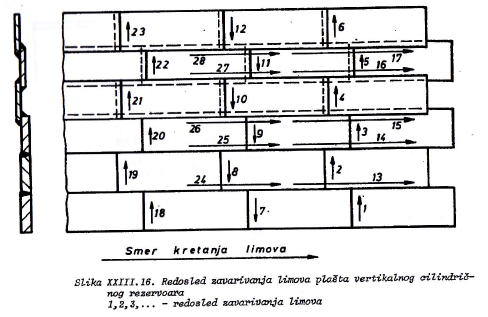 23 12 6
22 28 27 11 5 16 17
21 10 4
20 26 25 9 3 14 15
19 24 8 2 13
18 7 1
Smer kretanja limova
Slika XXIII.16. Redosled zavarivanja limova plašta vertikalnog cilindrič-
nog rezervoara
1,2,3,... - redosled zavarivanja limova